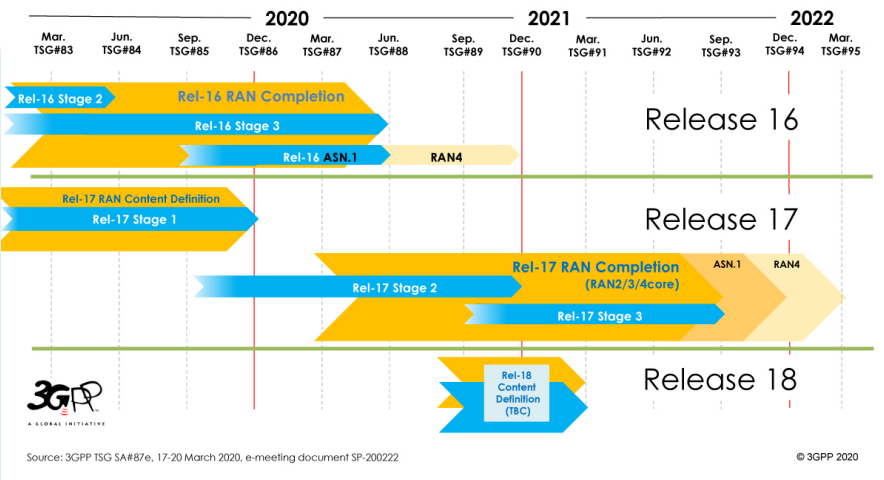 2020 2021 2022
Mar. Jun. Sep. Dec. Mar. Jun. Sep. Dec. Mar. Jun. Sep. Dec. Mar.
TSG#83 TSG#84 TSG#85 TSG#86 TSG#87 TSG#88 TSG#89 TSG#90 TSG#91 TSG#92 TSG#93 TSG#94 TSG#95
Rel-16 Stage 2
Rel-16 RAN Completion
Rel-16 Stage 3
Release 16
Rel-16 ASN.1
RAN4
Rel-17 RAN Content Definition
Rel-17 Stage 1
Release 17
Rel-17 RAN Completion
(RAN2/3/4core)
ASN.1
RAN4
Rel-17 Stage 2
Rel-17 Stage 3
Rel-18
Content
Definition
(TBC)
Release 18
3GPP
A GLOBAL INITIATIVE
Source: 3GPP TSG SA#87e, 17-20 March 2020, e-meeting document SP-200222
© 3GPP 2020